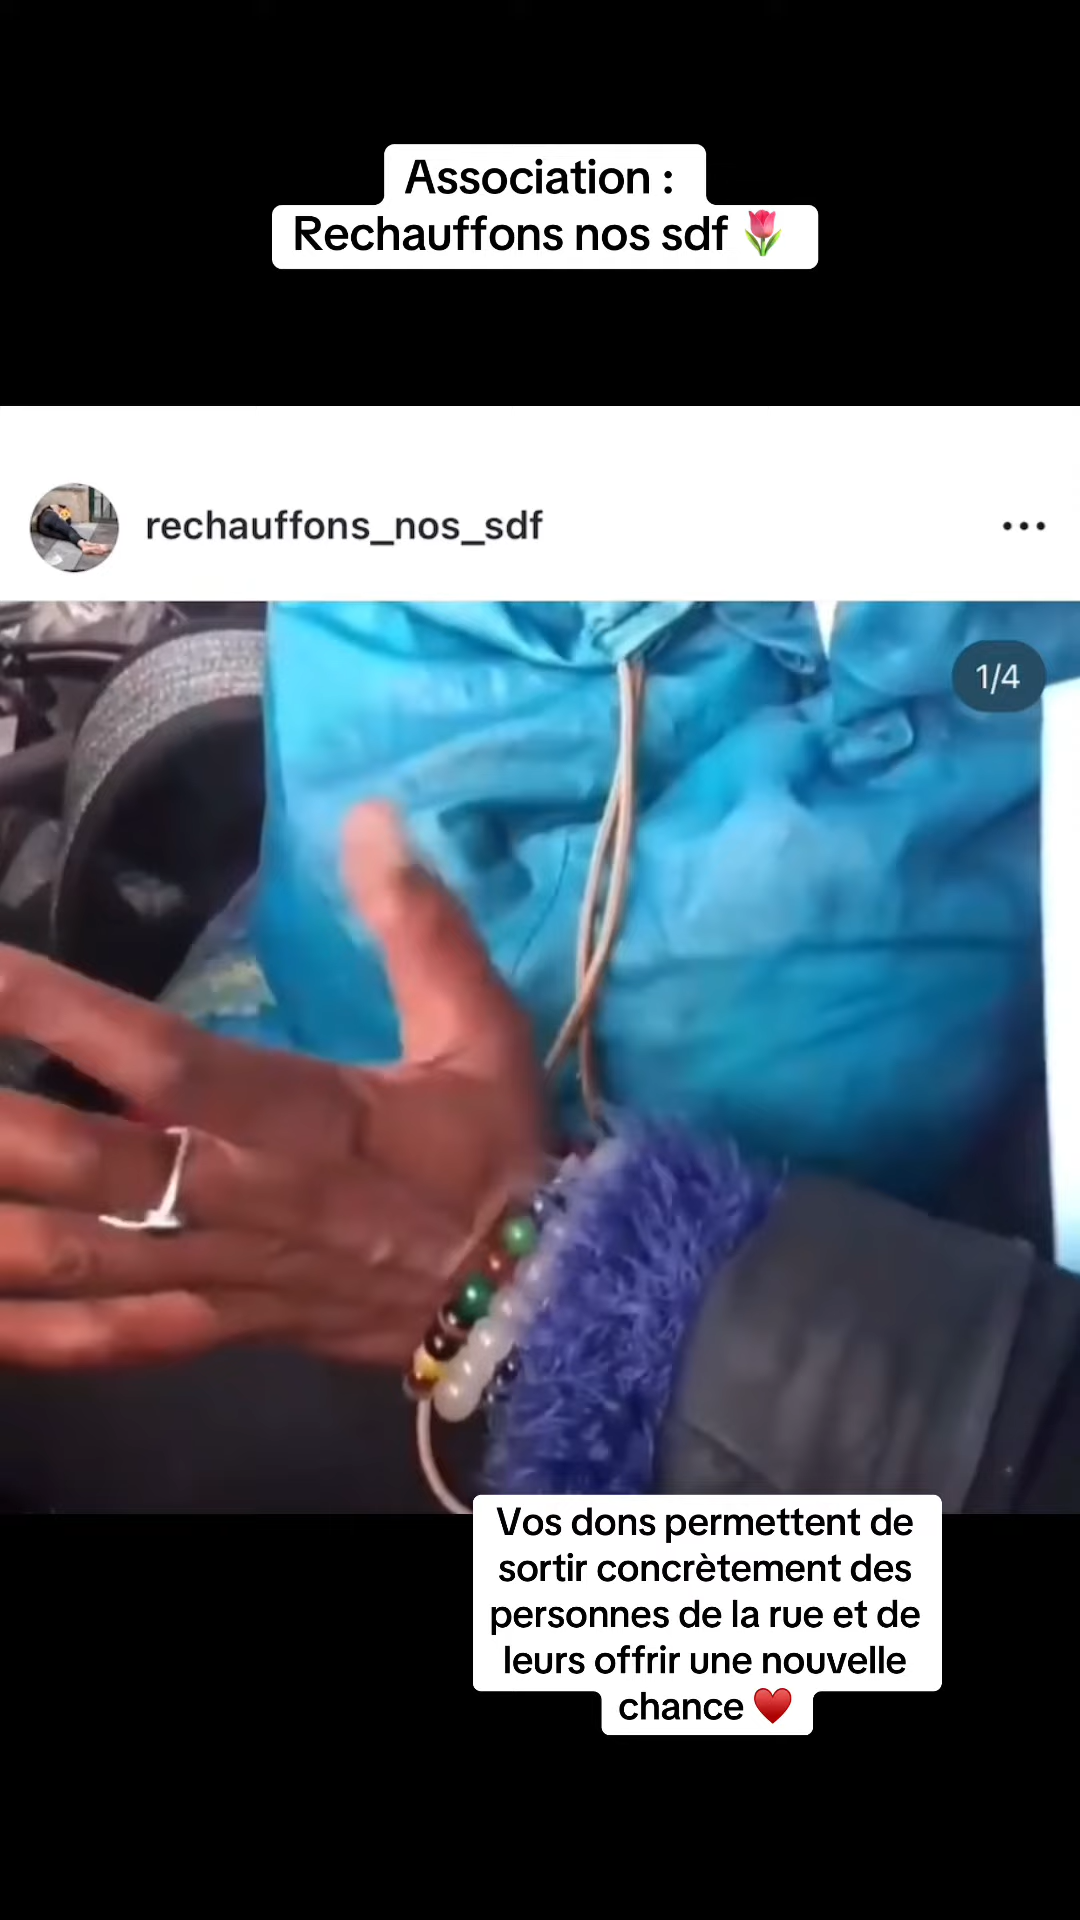 Association :
Rechauffons nos sdf 🌷
rechauffons_nos_sdf
1/4
Vos dons permettent de
sortir concrètement des
personnes de la rue et de
leurs offrir une nouvelle
chance ♥️